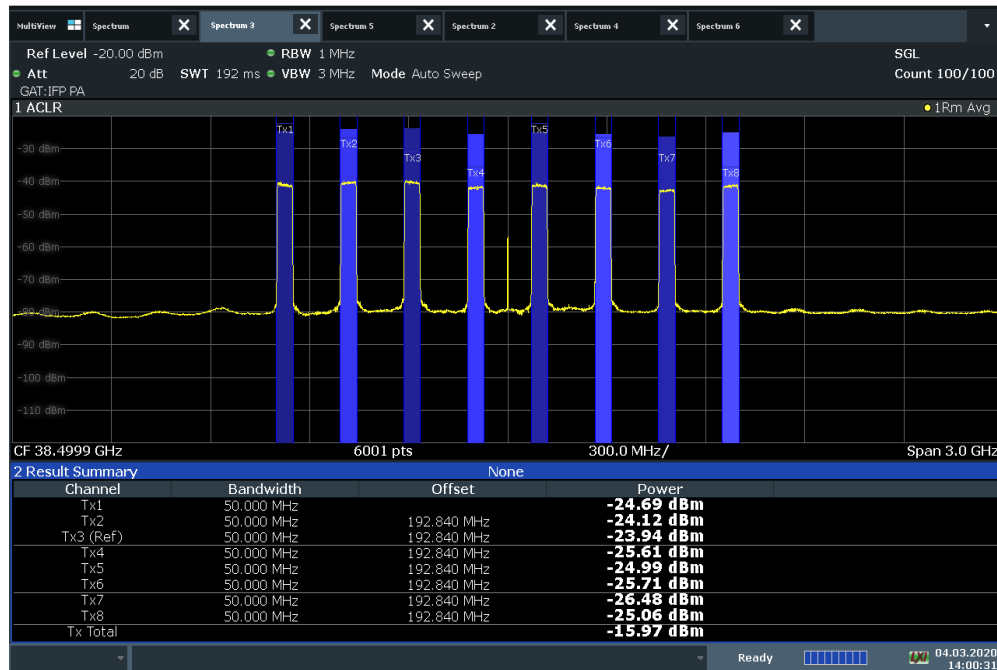 MultiView Spectrum X Spectrum 3 X Spectrum 5 X Spectrum 2 X Spectrum 4 X Spectrum 6 X
Ref Level -20.00 dBm RBW 1 MHz SGL
Att 20 dB SWT 192 ms VBW 3 MHz Mode Auto Sweep Count 100/100
GAT:IFP PA
1 ACLR 1Rm Avg
Tx1 Tx5
Tx2 Tx6
-30 dBm
Tx3 Tx7
Tx4 Tx8
-40 dBm
-50 dBm
-60 dBm
-70 dBm
-80 dBm
-90 dBm
-100 dBm
-110 dBm
CF 38.4999 GHz 6001 pts 300.0 MHz/ Span 3.0 GHz
2 Result Summary None
Channel Bandwidth Offset Power
Tx1 50.000 MHz -24.69 dBm
Tx2 50.000 MHz 192.840 MHz -24.12 dBm
Tx3 (Ref) 50.000 MHz 192.840 MHz -23.94 dBm
Tx4 50.000 MHz 192.840 MHz -25.61 dBm
Tx5 50.000 MHz 192.840 MHz -24.99 dBm
Tx6 50.000 MHz 192.840 MHz -25.71 dBm
Tx7 50.000 MHz 192.840 MHz -26.48 dBm
Tx8 50.000 MHz 192.840 MHz -25.06 dBm
Tx Total -15.97 dBm
Ready 04.03.2020
14:00:31